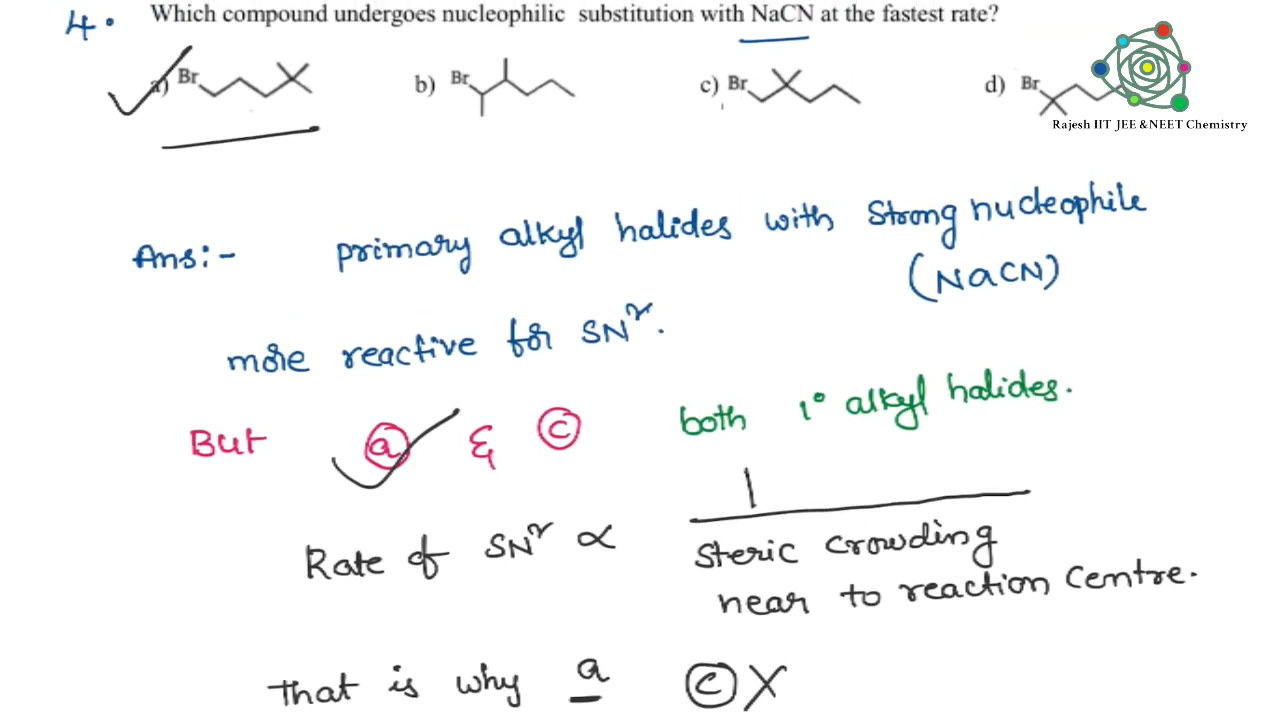 4. Which compound undergoes nucleophilic substitution with NaCN at the fastest rate?
a) Br b) Br c) Br d) Br
Rajesh IIT JEE &NEET Chemistry
Ans:- primary alkyl halides with strong nucleophile
(NaCN)
more reactive for SN².
But ⓐ & ⓒ both 1° alkyl halides.
Rate of SN² ∝ 1
steric crowding
near to reaction centre.
That is why a ⓒ X